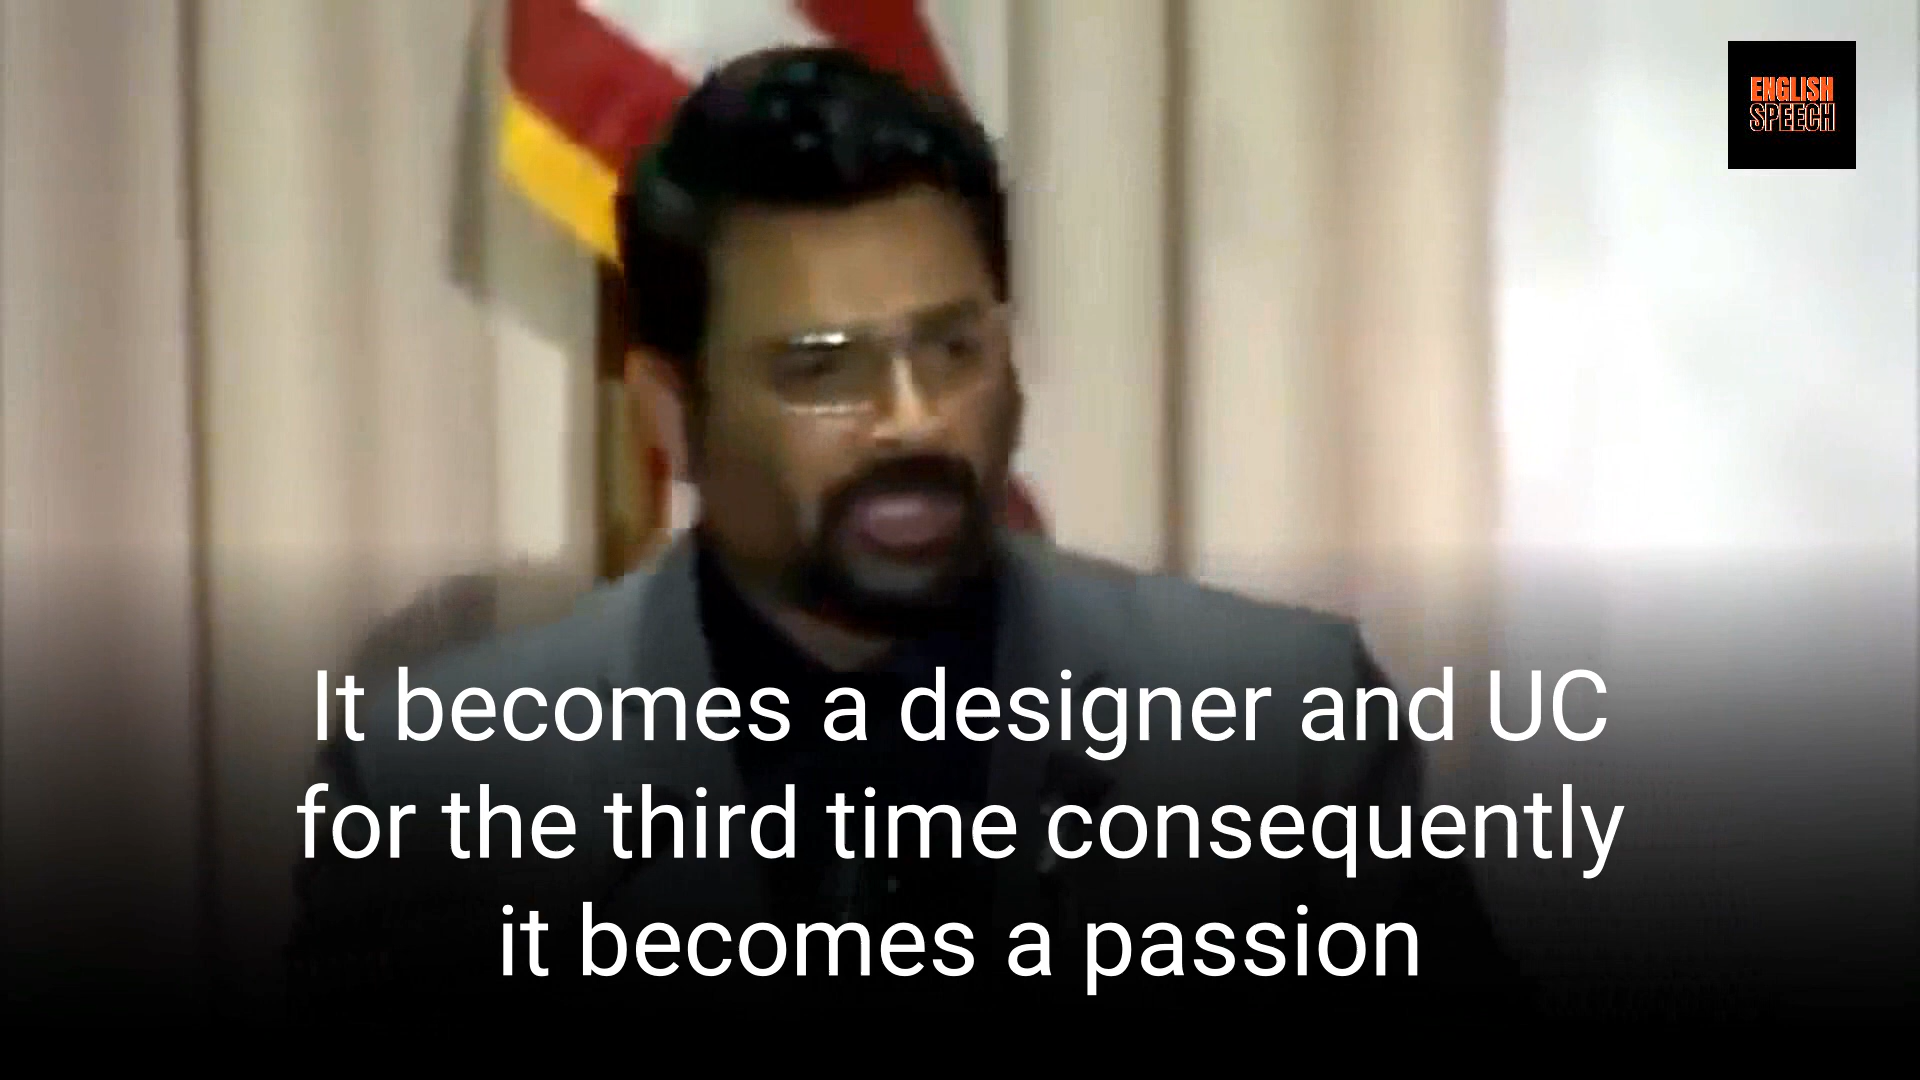 ENGLISH
SPEECH
It becomes a designer and UC
for the third time consequently
it becomes a passion